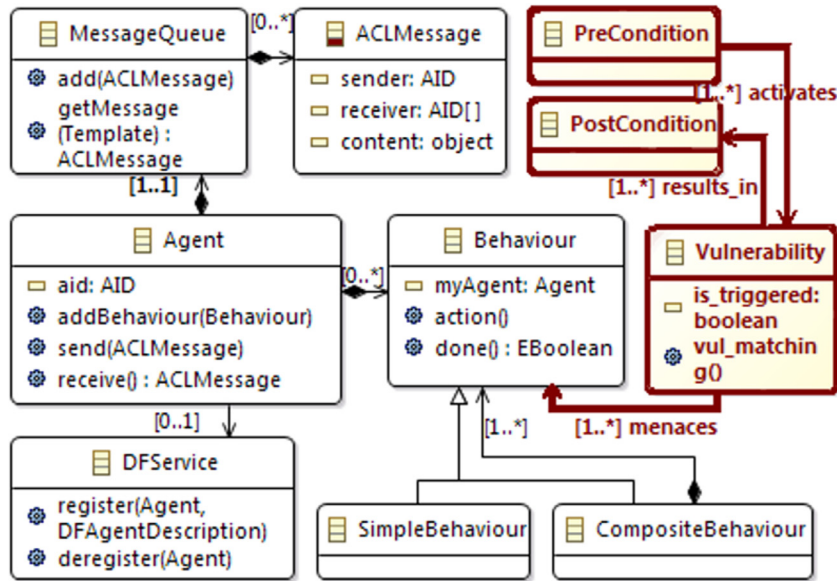 MessageQueue
add(ACLMessage)
getMessage
(Template) :
ACLMessage
[0..*]
ACLMessage
sender: AID
receiver: AID[]
content: object
PreCondition
[1..*] activates
PostCondition
[1..*] results_in
[1..1]
Agent
aid: AID
addBehaviour(Behaviour)
send(ACLMessage)
receive() : ACLMessage
[0..*]
Behaviour
myAgent: Agent
action()
done() : EBoolean
Vulnerability
is_triggered:
boolean
vul_matchin
g()
[0..1]
[1..*]
[1..*] menaces
DFService
register(Agent,
DFAgentDescription)
deregister(Agent)
SimpleBehaviour
CompositeBehaviour